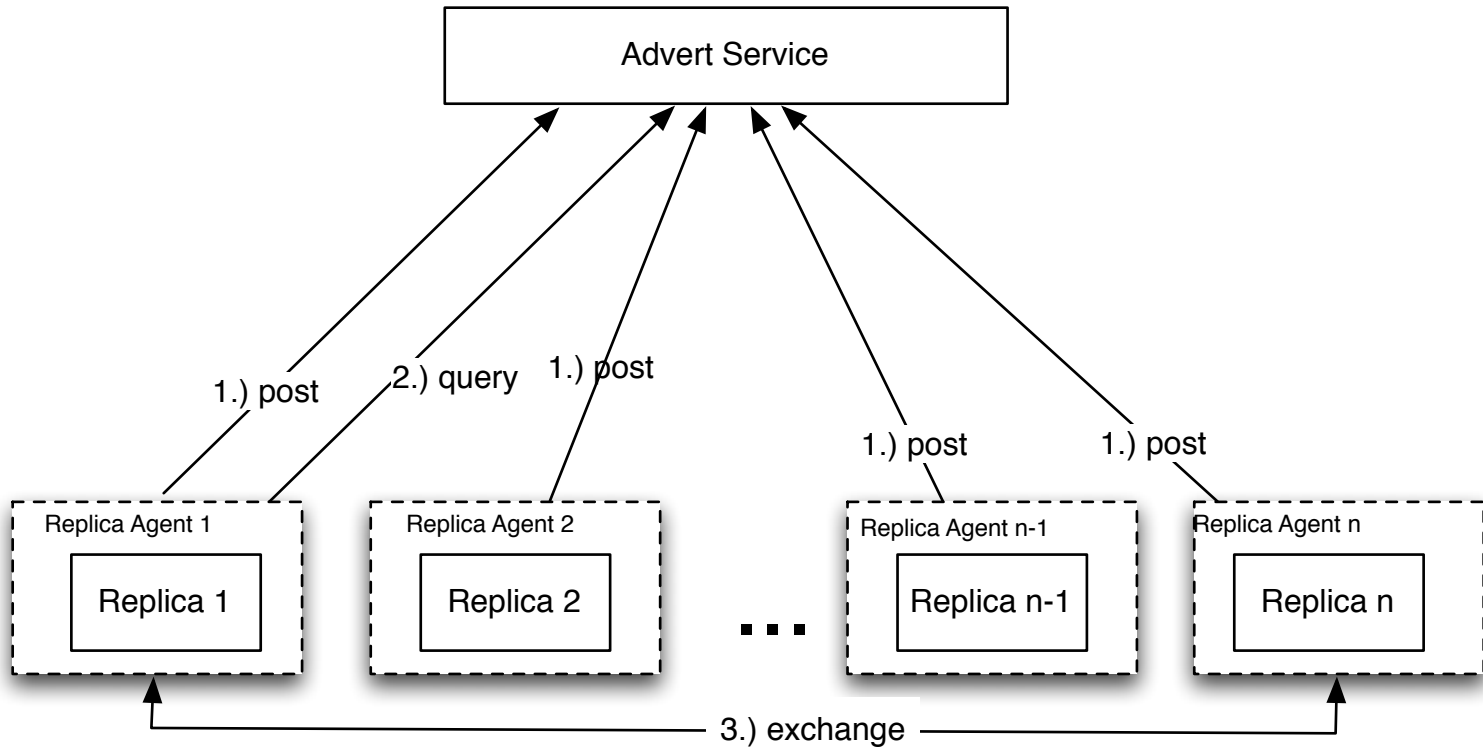 Advert Service
1.) post
2.) query
1.) post
1.) post
1.) post
Replica Agent 1
Replica Agent 2
Replica Agent n-1
Replica Agent n
Replica 1
Replica 2
...
Replica n-1
Replica n
3.) exchange